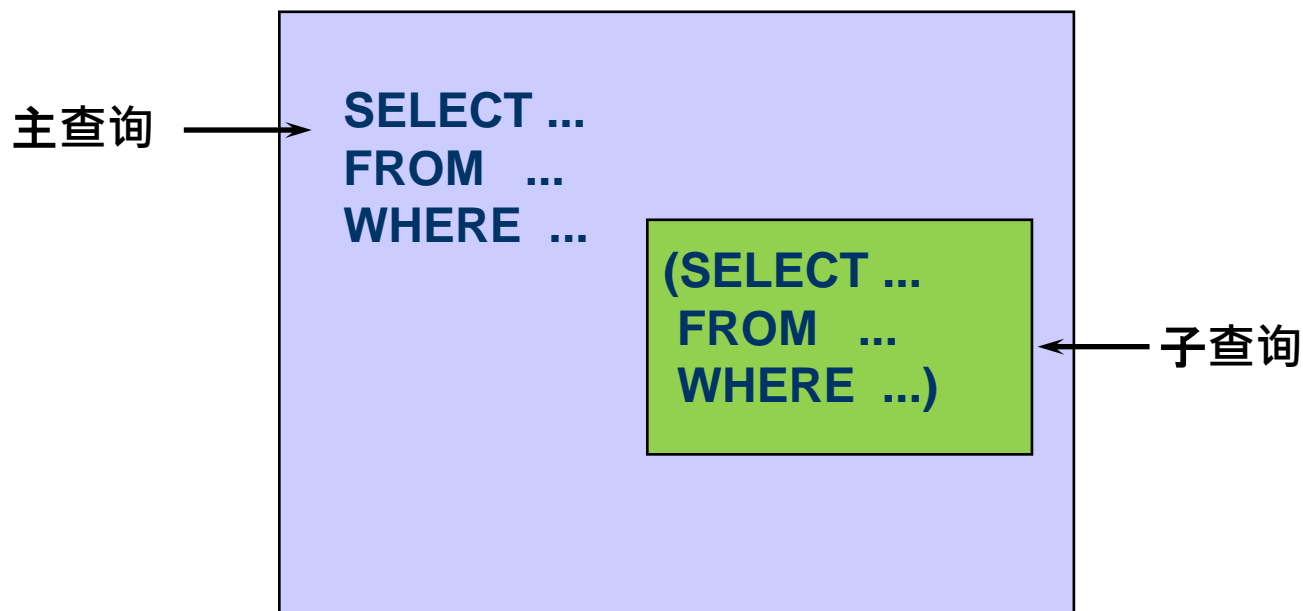 主查询
SELECT ...
FROM ...
WHERE ...
(SELECT ...
FROM ...
WHERE ...)
子查询